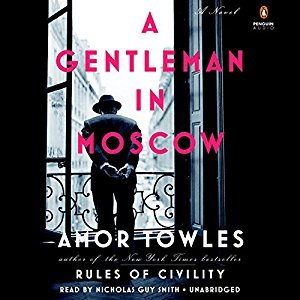 A Novel
PENGUIN
AUDIO
A
GENTLEMAN
IN
MOSCOW
AMOR TOWLES
author of the New York Times bestseller
RULES OF CIVILITY
READ BY NICHOLAS GUY SMITH • UNABRIDGED